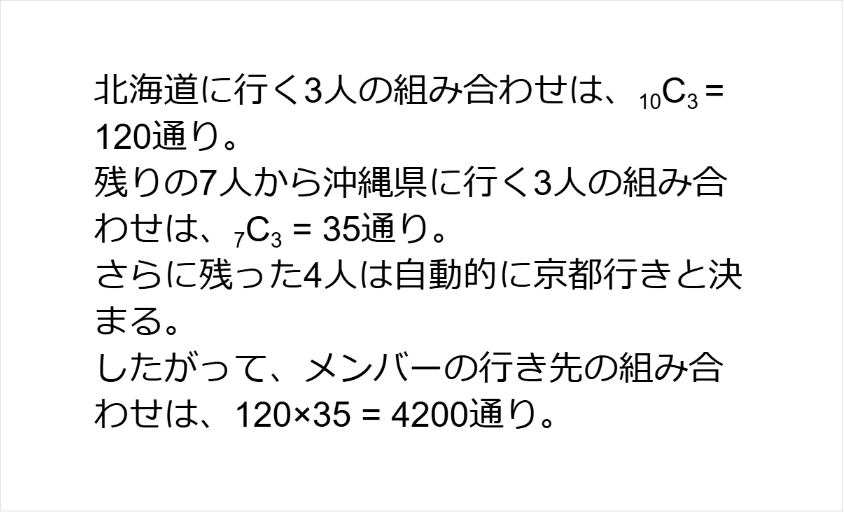 北海道に行く3人の組み合わせは、₁₀C₃ =
120通り。
残りの7人から沖縄県に行く3人の組み合
わせは、₇C₃ = 35通り。
さらに残った4人は自動的に京都行きと決
まる。
したがって、メンバーの行き先の組み合
わせは、120×35 = 4200通り。